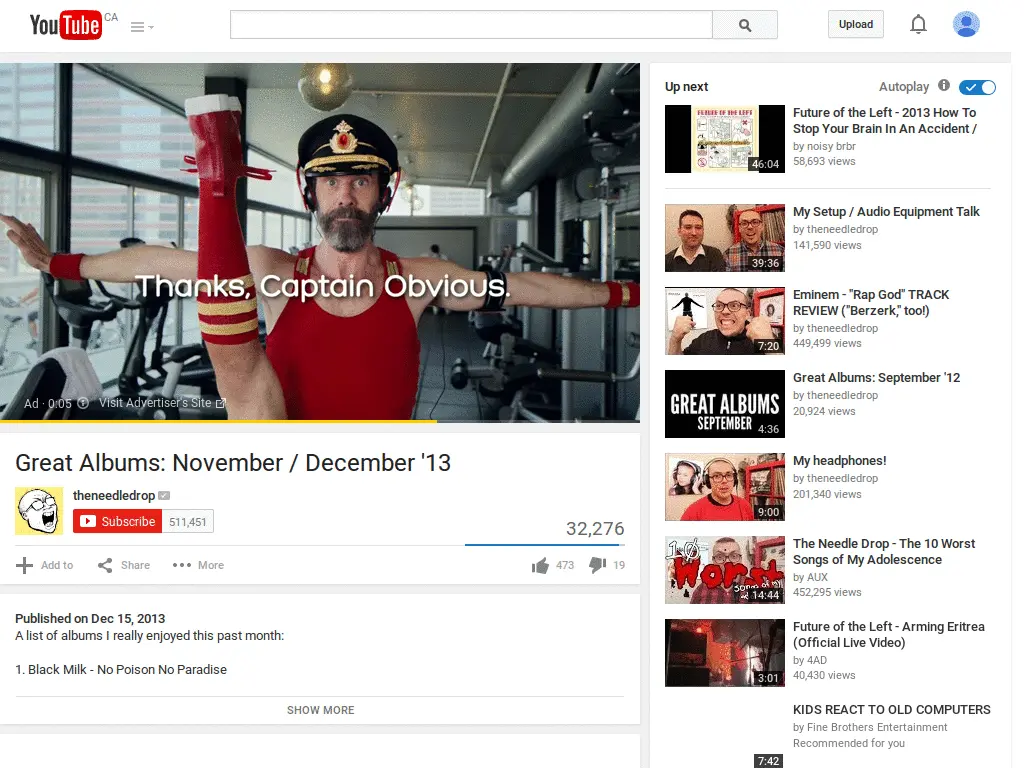 YouTube CA
Upload
Thanks, Captain Obvious.
Ad · 0:05 Visit Advertiser's Site
Great Albums: November / December '13
theneedledrop
Subscribe 511,451
32,276
Add to Share More 473 19
Published on Dec 15, 2013
A list of albums I really enjoyed this past month:
1. Black Milk - No Poison No Paradise
SHOW MORE
Up next Autoplay
FUTURE OF THE LEFT
46:04
Future of the Left - 2013 How To
Stop Your Brain In An Accident /
by noisy brbr
58,693 views
39:36
My Setup / Audio Equipment Talk
by theneedledrop
141,590 views
7:20
Eminem - "Rap God" TRACK
REVIEW ("Berzerk," too!)
by theneedledrop
449,499 views
GREAT ALBUMS
SEPTEMBER
4:36
Great Albums: September '12
by theneedledrop
20,924 views
9:00
My headphones!
by theneedledrop
201,340 views
10
Worst
songs of my
14:44
The Needle Drop - The 10 Worst
Songs of My Adolescence
by AUX
452,295 views
3:01
Future of the Left - Arming Eritrea
(Official Live Video)
by 4AD
40,430 views
7:42
KIDS REACT TO OLD COMPUTERS
by Fine Brothers Entertainment
Recommended for you